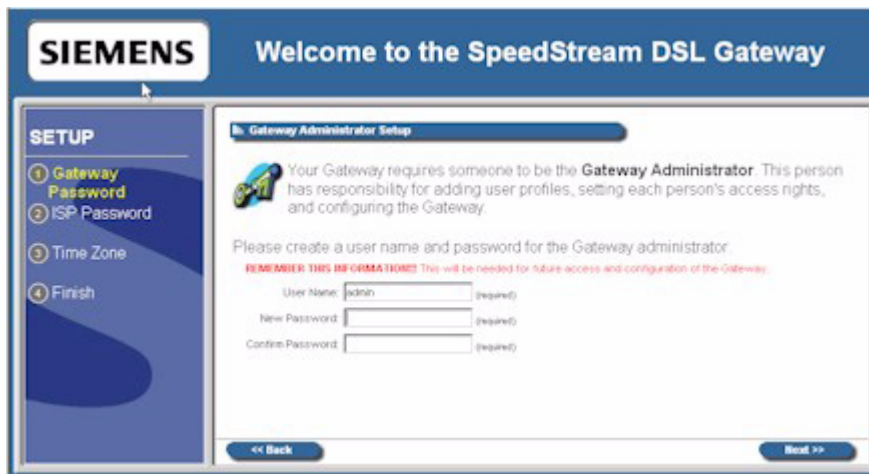 SIEMENS
Welcome to the SpeedStream DSL Gateway
SETUP
1 Gateway
Password
2 ISP Password
3 Time Zone
4 Finish
Gateway Administrator Setup
Your Gateway requires someone to be the Gateway Administrator. This person
has responsibility for adding user profiles, setting each person's access rights,
and configuring the Gateway.
Please create a user name and password for the Gateway administrator.
REMEMBER THIS INFORMATION!!! This will be needed for future access and configuration of the Gateway.
User Name: admin (required)
New Password: (required)
Confirm Password: (required)
<< Back
Next >>